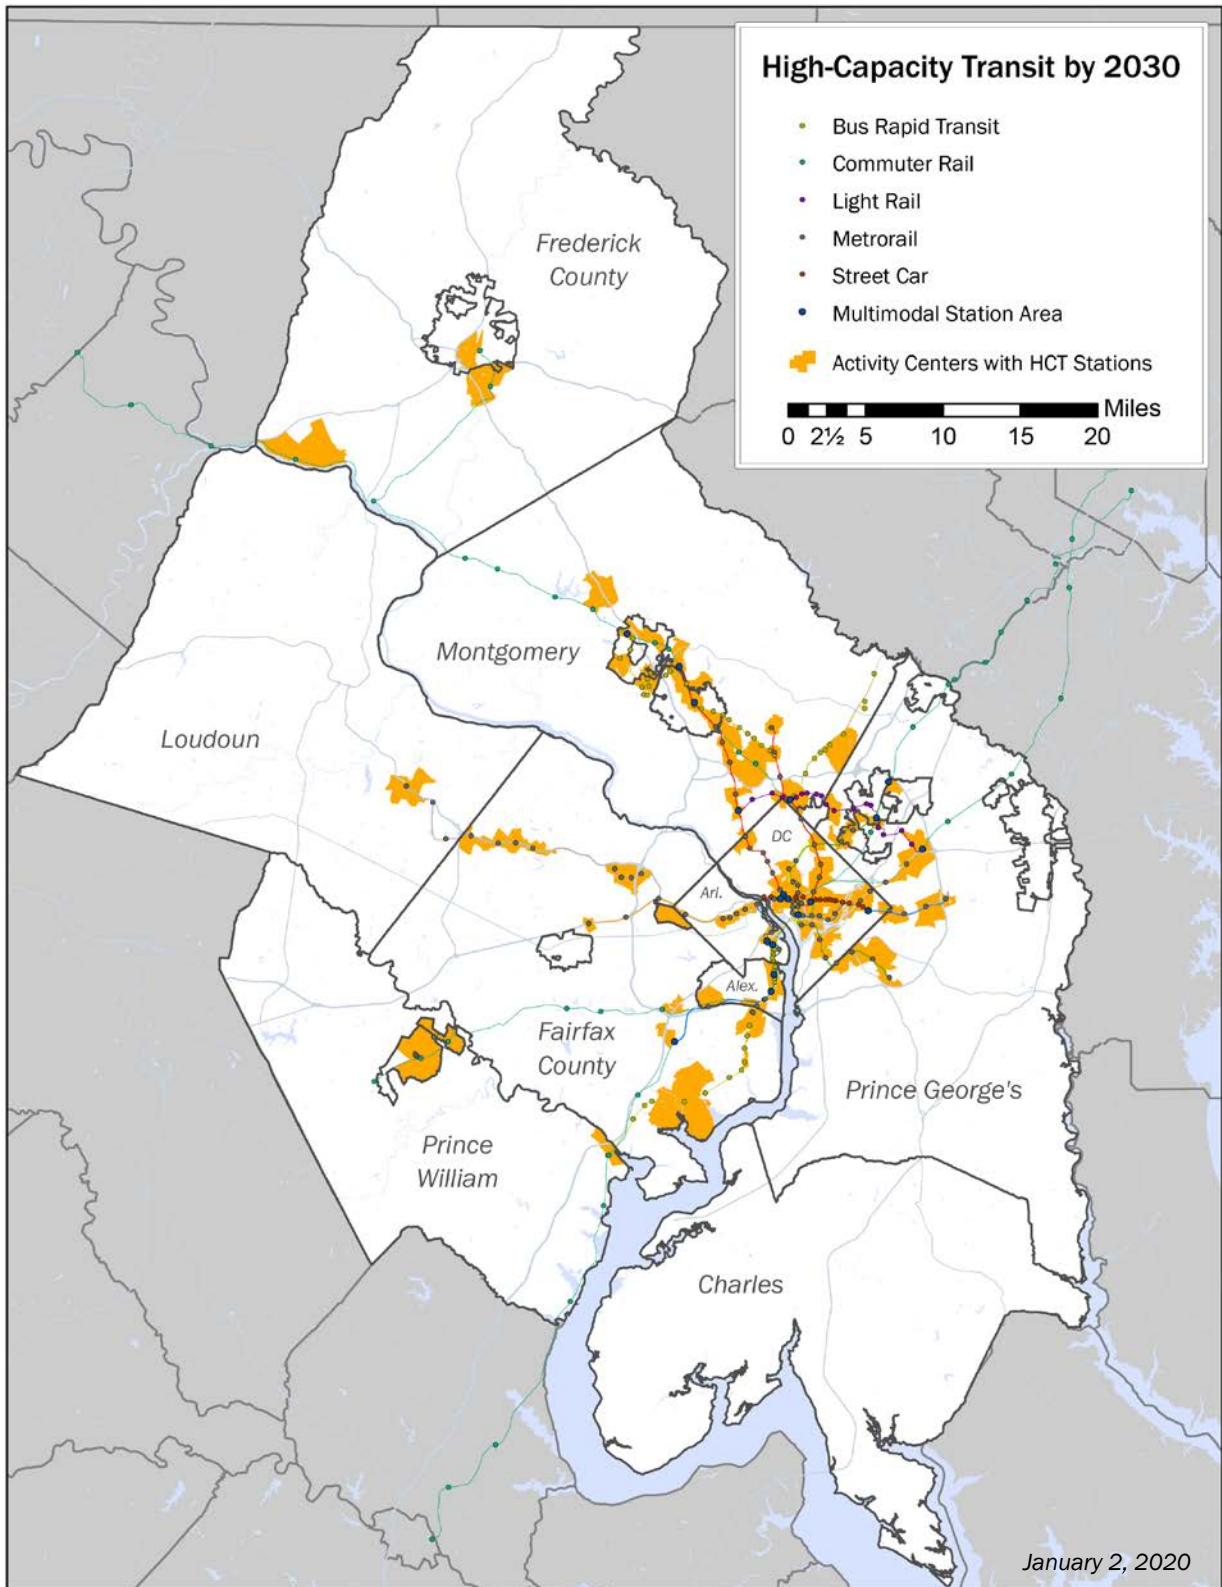 High-Capacity Transit by 2030
Bus Rapid Transit
Commuter Rail
Light Rail
Metrorail
Street Car
Multimodal Station Area
Activity Centers with HCT Stations
Miles
0 2½ 5 10 15 20
Frederick
County
Montgomery
Loudoun
DC
Arl.
Alex.
Fairfax
County
Prince George's
Prince
William
Charles
January 2, 2020